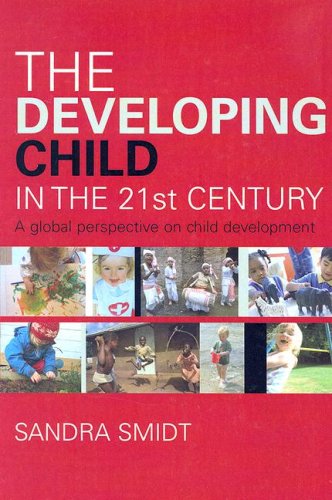 THE
DEVELOPING
CHILD
IN THE 21st CENTURY
A global perspective on child development
SANDRA SMIDT